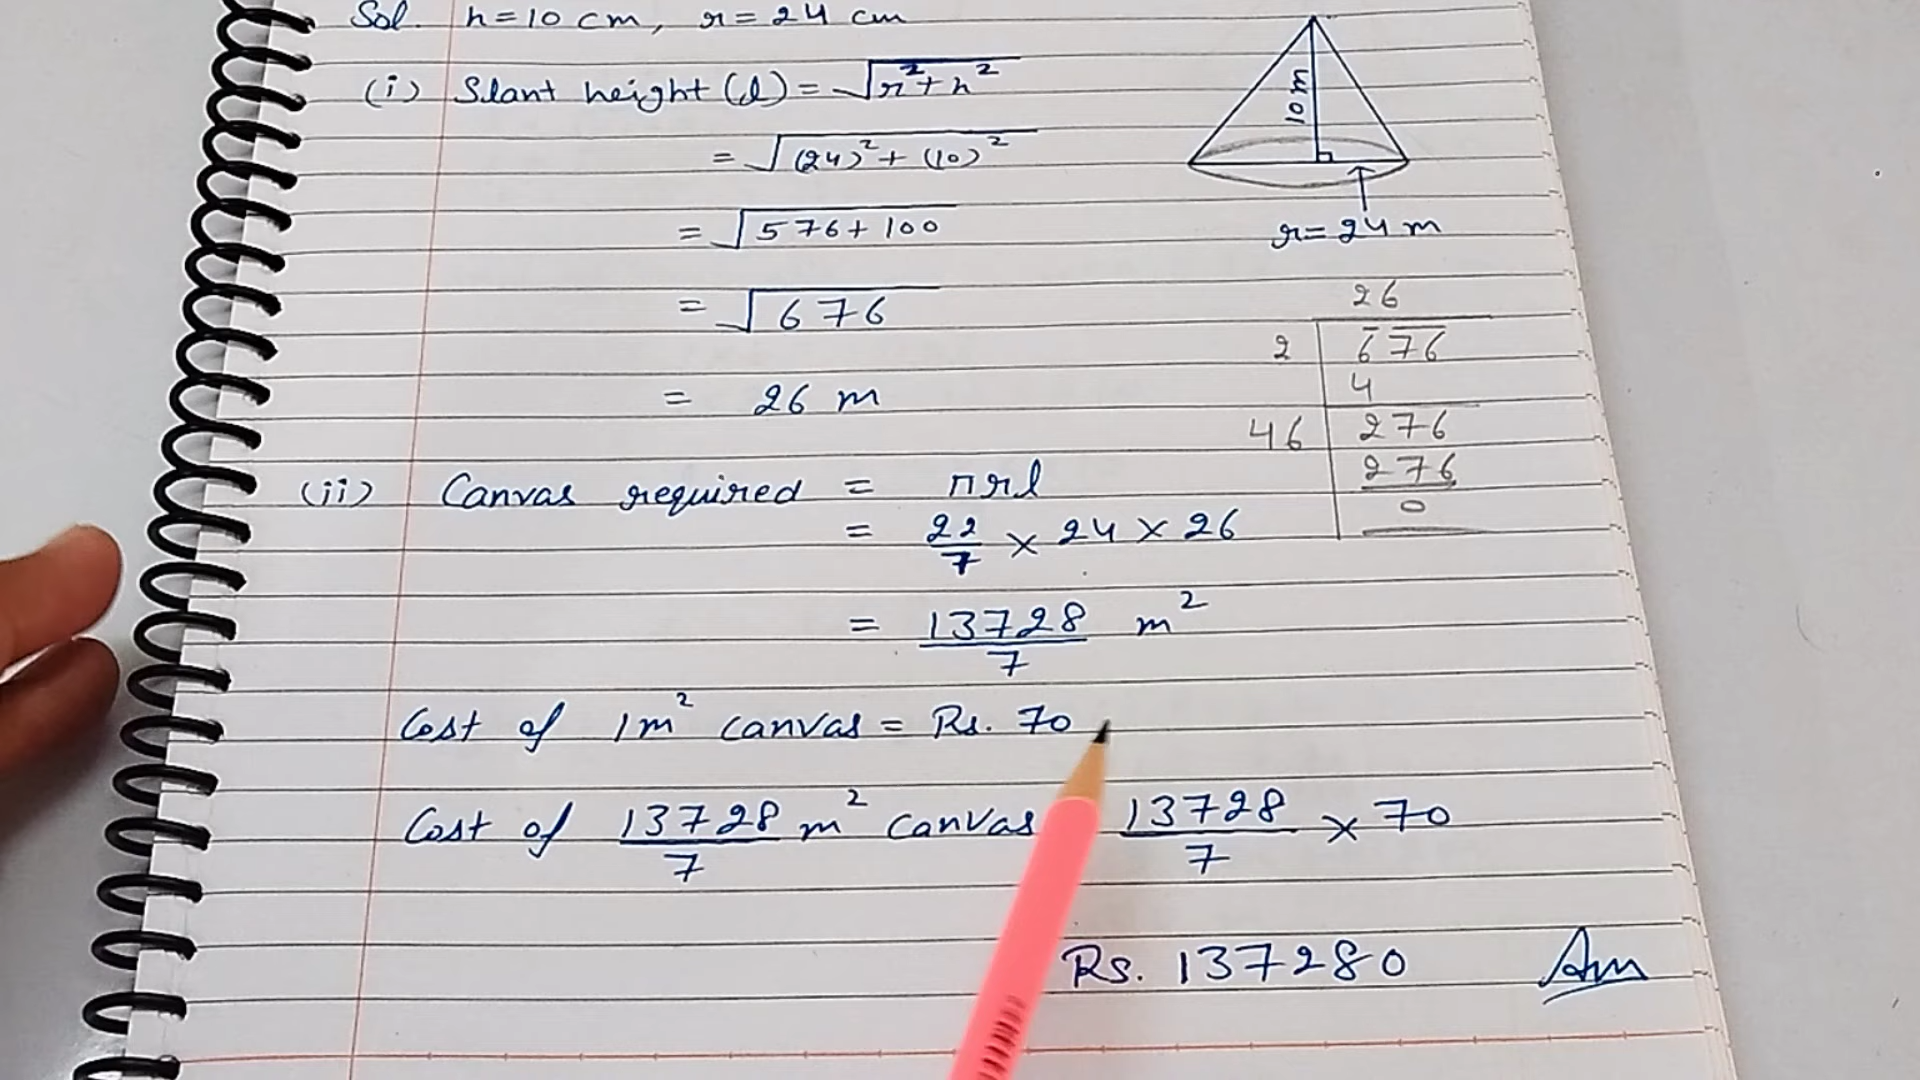 Sol. h = 10 cm, r = 24 cm
(i) Slant height (l) = √r² + h²
= √(24)² + (10)²
= √576 + 100
= √676
= 26 m
10 m
r = 24 m
26
2 676
4
46 276
276
0
(ii) Canvas required = πrl
= 22/7 × 24 × 26
= 13728/7 m²
Cost of 1m² canvas = Rs. 70
Cost of 13728/7 m² canvas 13728/7 × 70
Rs. 137280 Ans